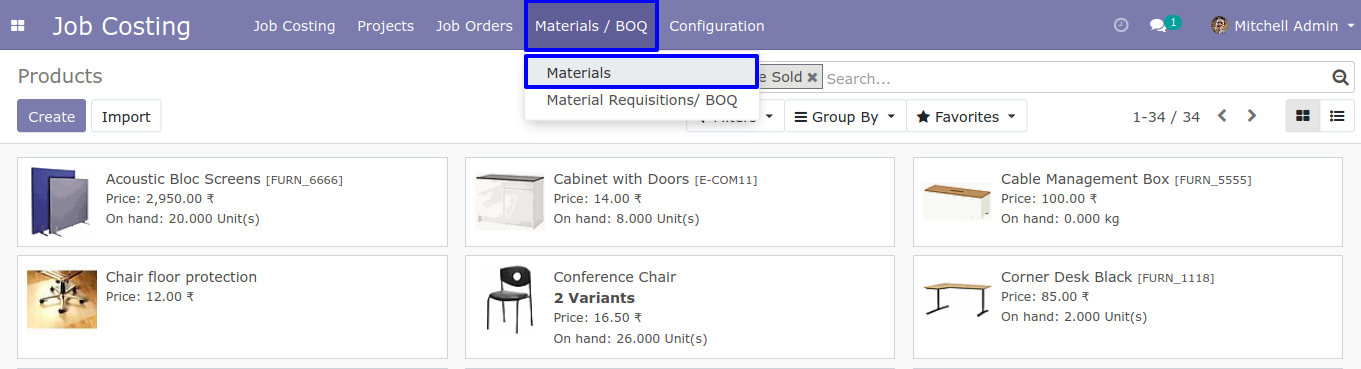 Job Costing Job Costing Projects Job Orders Materials / BOQ Configuration 1 Mitchell Admin
Products Materials e Sold Search...
Material Requisitions/ BOQ
Create Import Filters Group By Favorites 1-34 / 34
Acoustic Bloc Screens [FURN_6666]
Price: 2,950.00 ₹
On hand: 20.000 Unit(s)
Cabinet with Doors [E-COM11]
Price: 14.00 ₹
On hand: 8.000 Unit(s)
Cable Management Box [FURN_5555]
Price: 100.00 ₹
On hand: 0.000 kg
Chair floor protection
Price: 12.00 ₹
Conference Chair
2 Variants
Price: 16.50 ₹
On hand: 26.000 Unit(s)
Corner Desk Black [FURN_1118]
Price: 85.00 ₹
On hand: 2.000 Unit(s)